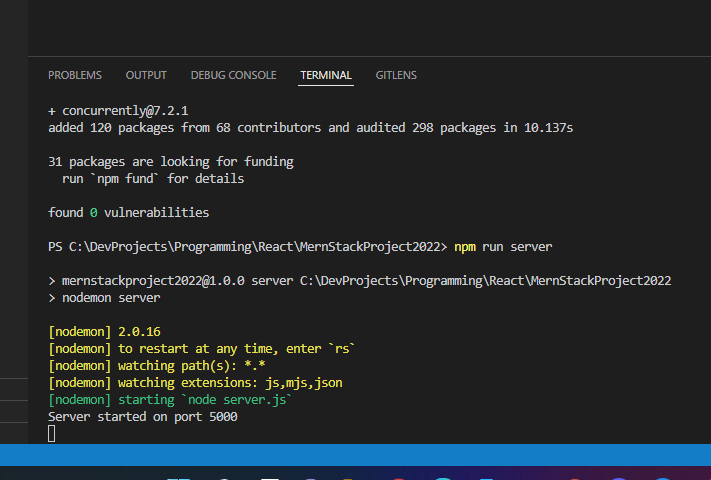 PROBLEMS OUTPUT DEBUG CONSOLE TERMINAL GITLENS
+ concurrently@7.2.1
added 120 packages from 68 contributors and audited 298 packages in 10.137s
31 packages are looking for funding
run `npm fund` for details
found 0 vulnerabilities
PS C:\DevProjects\Programming\React\MernStackProject2022> npm run server
> mernstackproject2022@1.0.0 server C:\DevProjects\Programming\React\MernStackProject2022
> nodemon server
[nodemon] 2.0.16
[nodemon] to restart at any time, enter `rs`
[nodemon] watching path(s): *.*
[nodemon] watching extensions: js,mjs,json
[nodemon] starting `node server.js`
Server started on port 5000